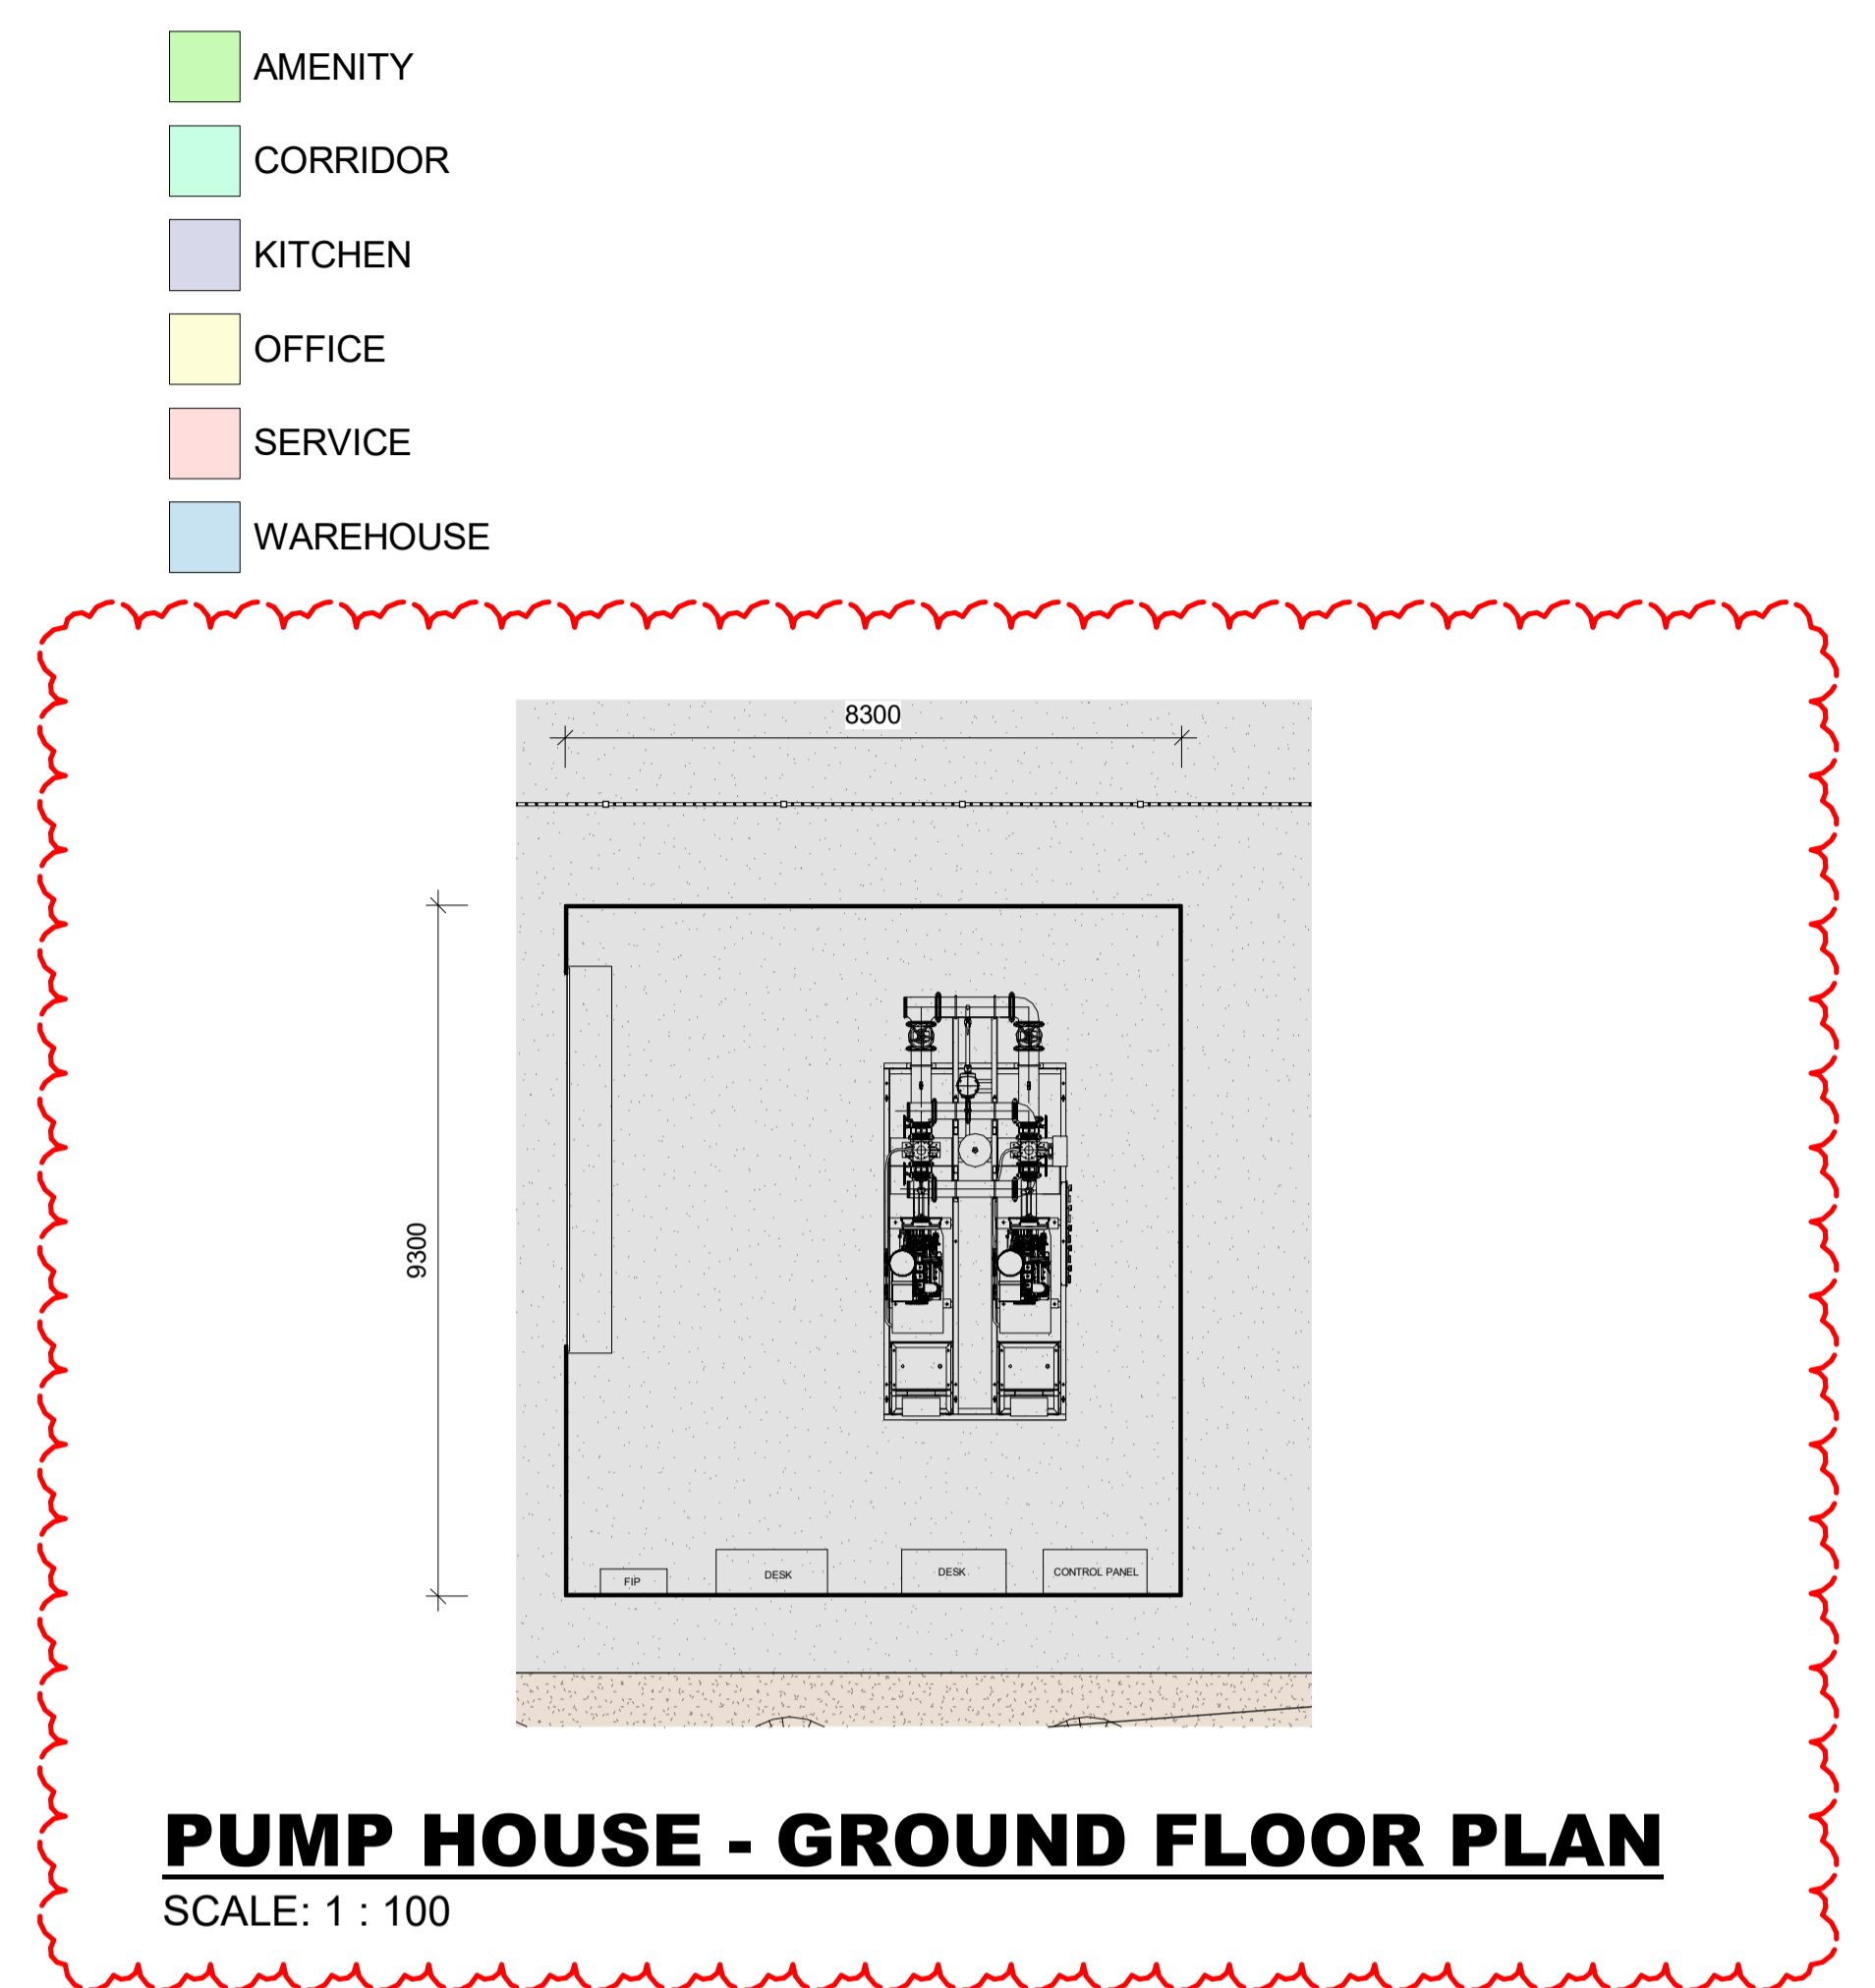 AMENITY
CORRIDOR
KITCHEN
OFFICE
SERVICE
WAREHOUSE
8300
9300
FIP
DESK
DESK
CONTROL PANEL
PUMP HOUSE - GROUND FLOOR PLAN
SCALE: 1 : 100